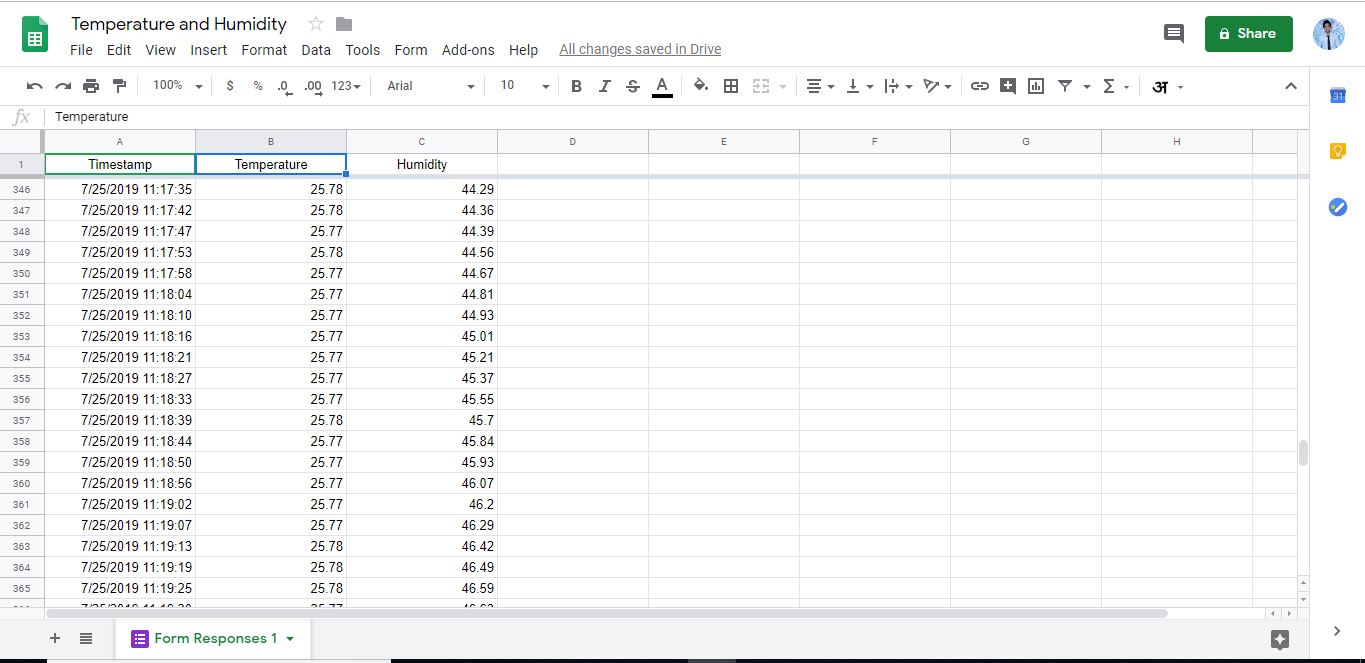 Temperature and Humidity
File Edit View Insert Format Data Tools Form Add-ons Help All changes saved in Drive
Share
100% $ % .0 .00 123 Arial 10 B I S A Σ अ
31
fx Temperature
A B C D E F G H
1 Timestamp Temperature Humidity
346 7/25/2019 11:17:35 25.78 44.29
347 7/25/2019 11:17:42 25.78 44.36
348 7/25/2019 11:17:47 25.77 44.39
349 7/25/2019 11:17:53 25.78 44.56
350 7/25/2019 11:17:58 25.77 44.67
351 7/25/2019 11:18:04 25.77 44.81
352 7/25/2019 11:18:10 25.77 44.93
353 7/25/2019 11:18:16 25.77 45.01
354 7/25/2019 11:18:21 25.77 45.21
355 7/25/2019 11:18:27 25.77 45.37
356 7/25/2019 11:18:33 25.77 45.55
357 7/25/2019 11:18:39 25.78 45.7
358 7/25/2019 11:18:44 25.77 45.84
359 7/25/2019 11:18:50 25.77 45.93
360 7/25/2019 11:18:56 25.77 46.07
361 7/25/2019 11:19:02 25.77 46.2
362 7/25/2019 11:19:07 25.77 46.29
363 7/25/2019 11:19:13 25.78 46.42
364 7/25/2019 11:19:19 25.78 46.49
365 7/25/2019 11:19:25 25.78 46.59
Form Responses 1